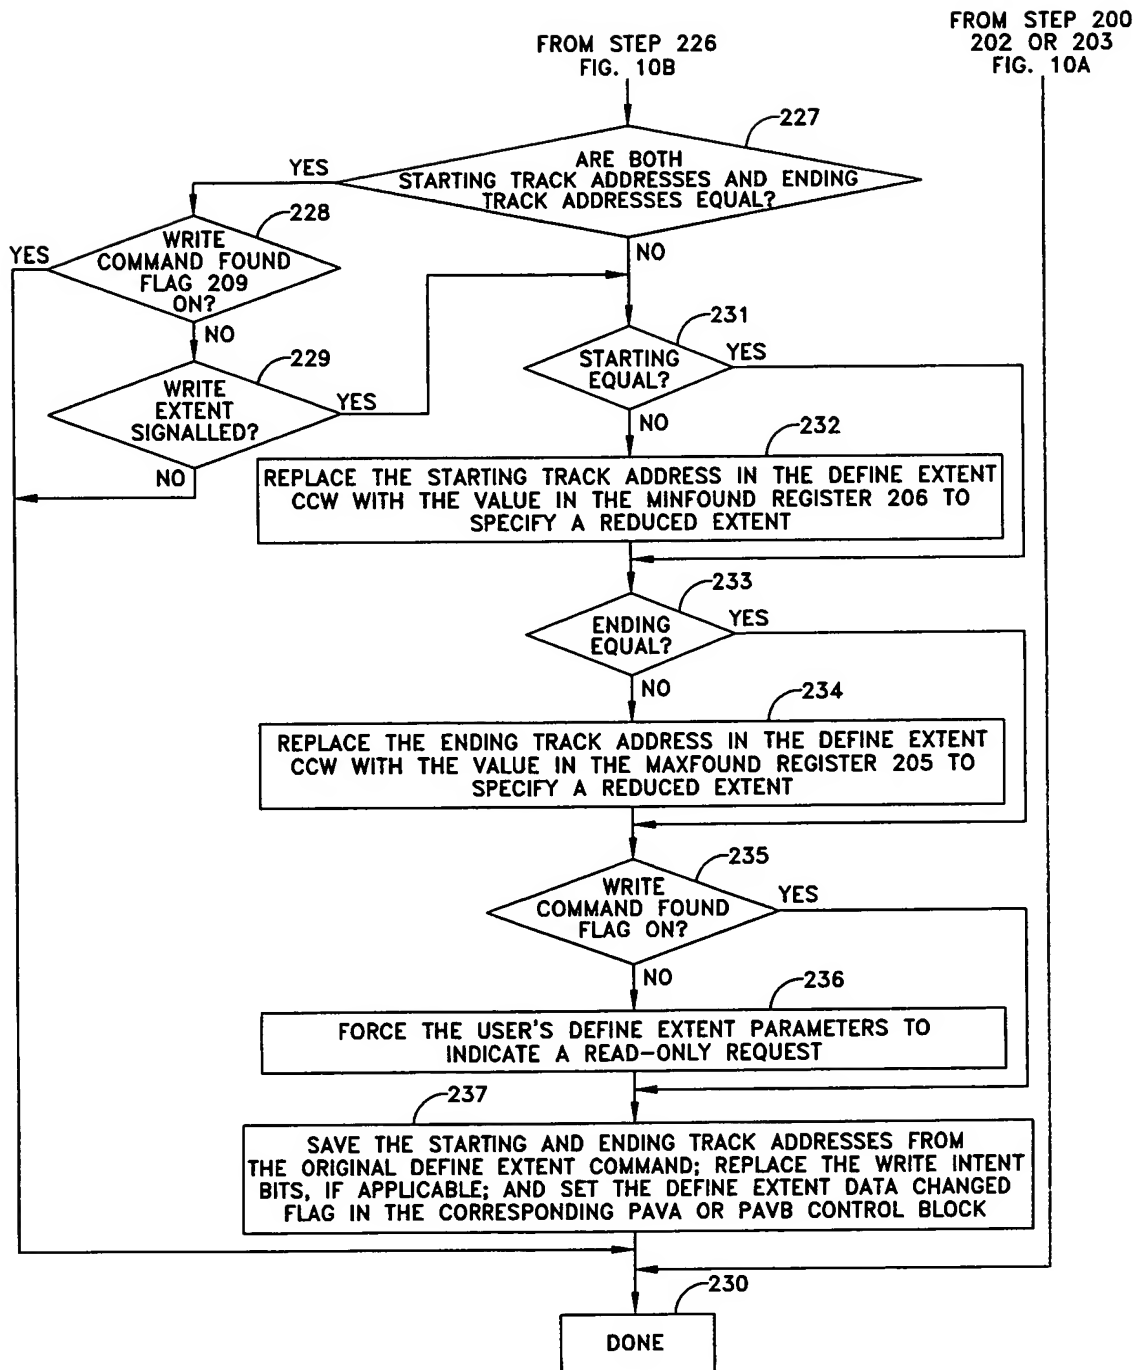 FROM STEP 200
202 OR 203
FIG. 10A
FROM STEP 226
FIG. 10B
227
ARE BOTH
STARTING TRACK ADDRESSES AND ENDING
TRACK ADDRESSES EQUAL?
YES
NO
228
WRITE
COMMAND FOUND
FLAG 209
ON?
YES
NO
229
WRITE
EXTENT
SIGNALLED?
YES
NO
231
STARTING
EQUAL?
YES
NO
232
REPLACE THE STARTING TRACK ADDRESS IN THE DEFINE EXTENT
CCW WITH THE VALUE IN THE MINFOUND REGISTER 206 TO
SPECIFY A REDUCED EXTENT
233
ENDING
EQUAL?
YES
NO
234
REPLACE THE ENDING TRACK ADDRESS IN THE DEFINE EXTENT
CCW WITH THE VALUE IN THE MAXFOUND REGISTER 205 TO
SPECIFY A REDUCED EXTENT
235
WRITE
COMMAND FOUND
FLAG ON?
YES
NO
236
FORCE THE USER'S DEFINE EXTENT PARAMETERS TO
INDICATE A READ-ONLY REQUEST
237
SAVE THE STARTING AND ENDING TRACK ADDRESSES FROM
THE ORIGINAL DEFINE EXTENT COMMAND; REPLACE THE WRITE INTENT
BITS, IF APPLICABLE; AND SET THE DEFINE EXTENT DATA CHANGED
FLAG IN THE CORRESPONDING PAVA OR PAVB CONTROL BLOCK
230
DONE